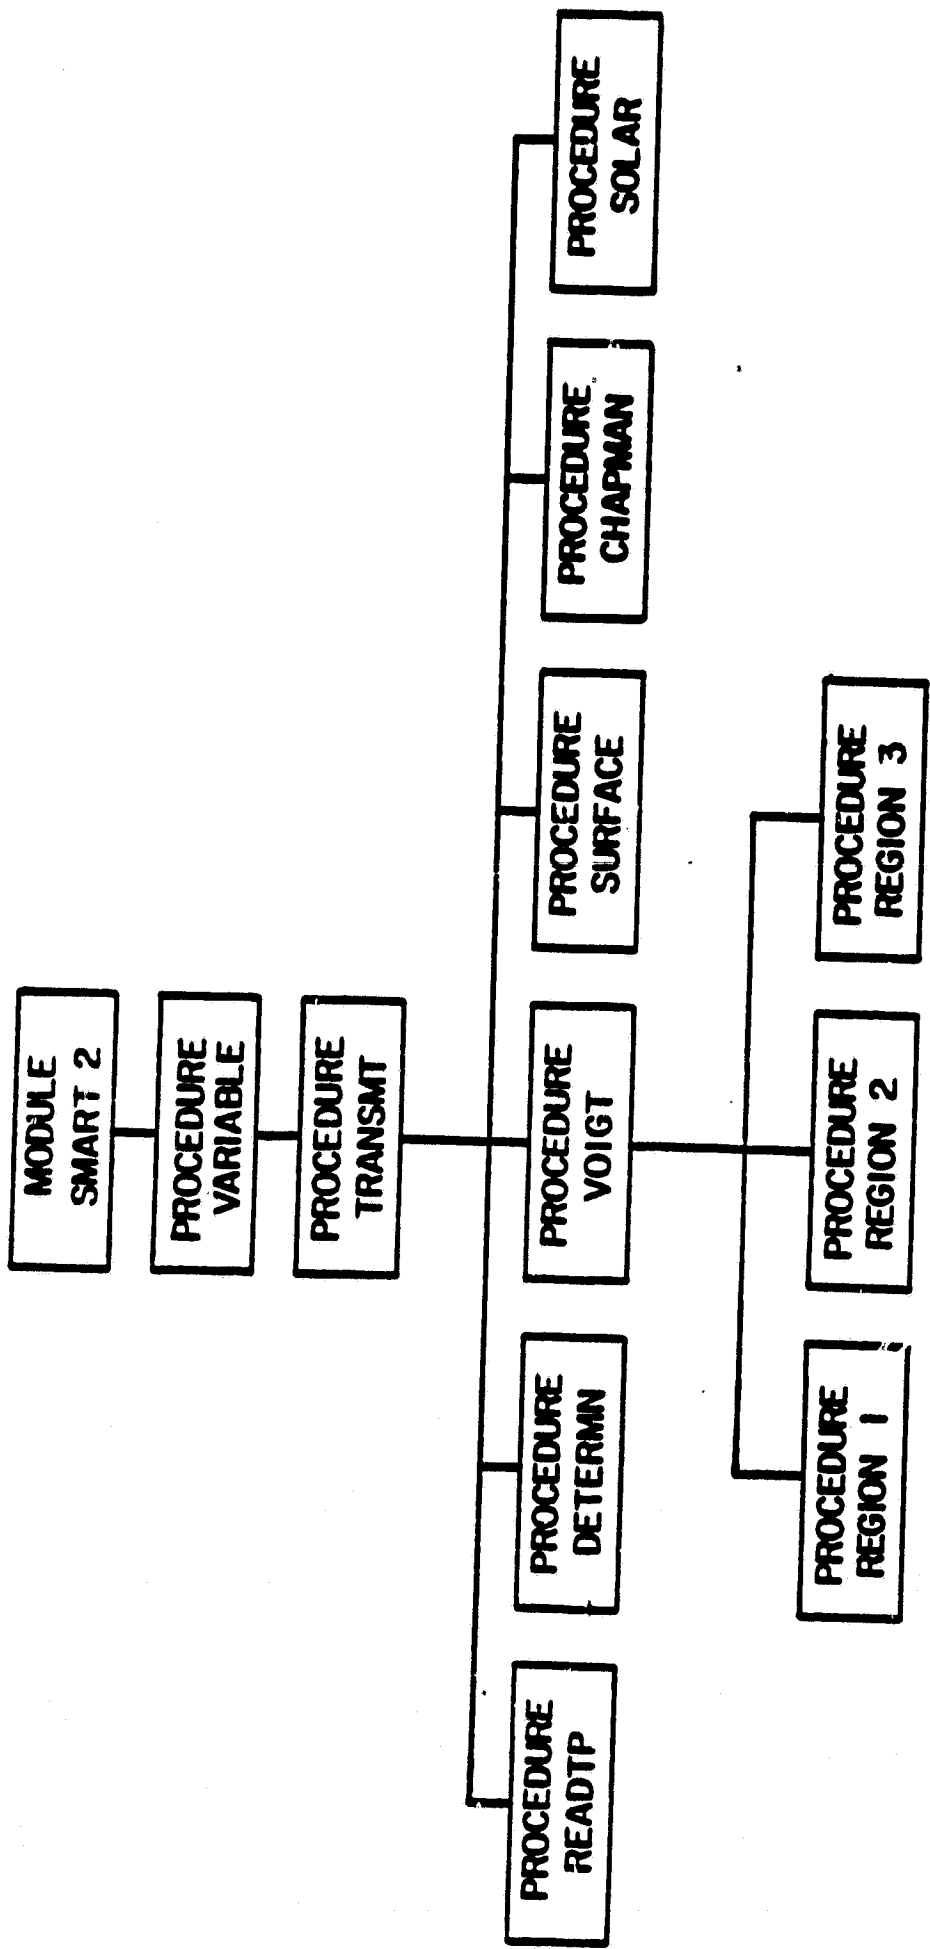 MODULE
SMART 2
PROCEDURE
VARIABLE
PROCEDURE
TRANSMT
PROCEDURE
READTP
PROCEDURE
DETERMN
PROCEDURE
VOIGT
PROCEDURE
SURFACE
PROCEDURE
CHAPMAN
PROCEDURE
SOLAR
PROCEDURE
REGION 1
PROCEDURE
REGION 2
PROCEDURE
REGION 3